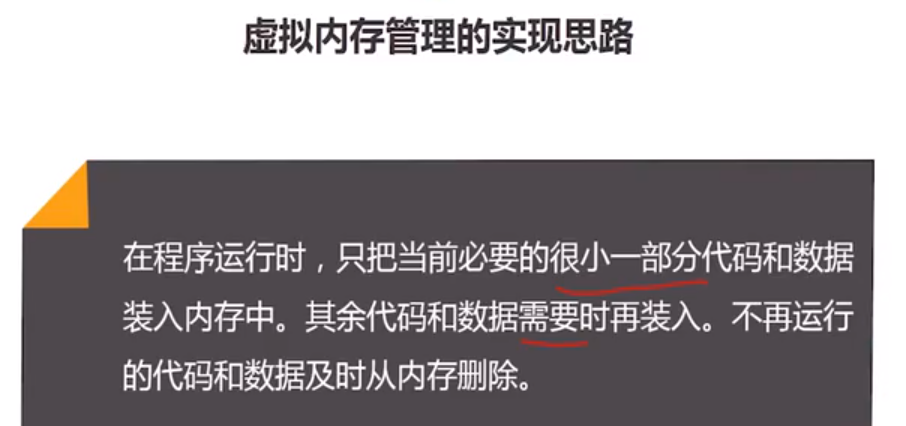 虚拟内存管理的实现思路
在程序运行时，只把当前必要的很小一部分代码和数据
装入内存中。其余代码和数据需要时再装入。不再运行
的代码和数据及时从内存删除。